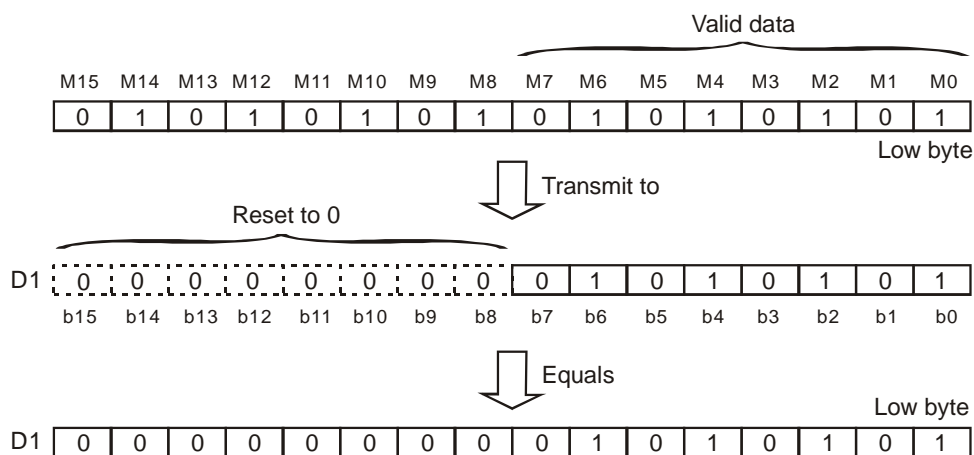 Valid data
M15 M14 M13 M12 M11 M10 M9 M8 M7 M6 M5 M4 M3 M2 M1 M0
0 1 0 1 0 1 0 1 0 1 0 1 0 1 0 1
Low byte
Transmit to
Reset to 0
D1 0 0 0 0 0 0 0 0 0 1 0 1 0 1 0 1
b15 b14 b13 b12 b11 b10 b9 b8 b7 b6 b5 b4 b3 b2 b1 b0
Equals
Low byte
D1 0 0 0 0 0 0 0 0 0 1 0 1 0 1 0 1